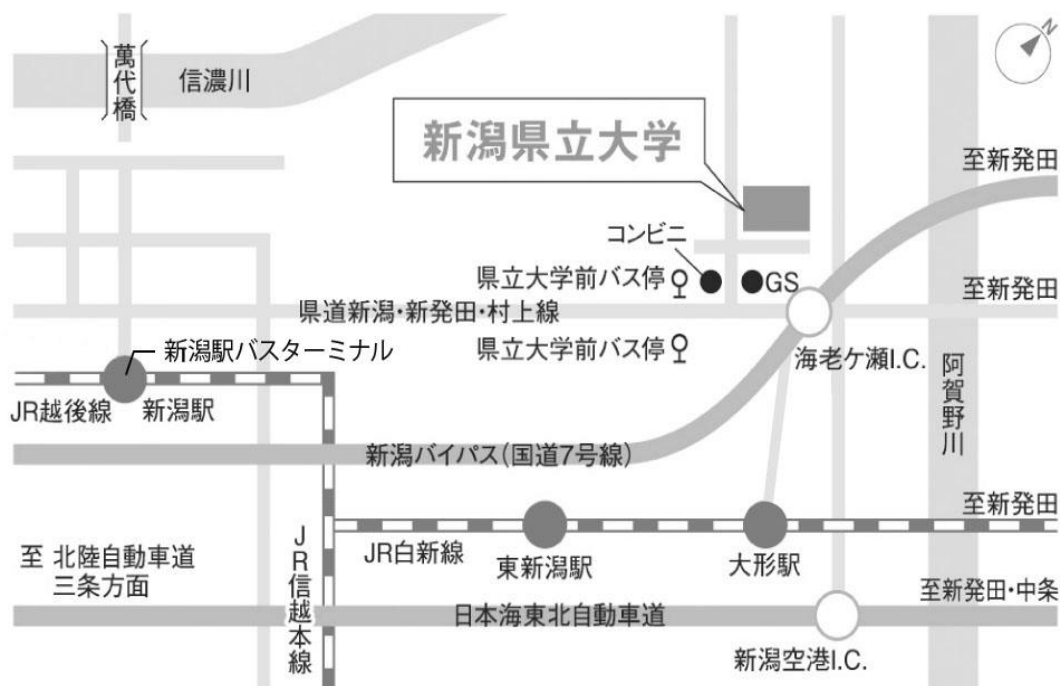 N
萬代橋
信濃川
新潟県立大学
至新発田
コンビニ
県立大学前バス停
GS
至新発田
県道新潟・新発田・村上線
新潟駅バスターミナル
県立大学前バス停
海老ケ瀬I.C.
阿賀野川
JR越後線
新潟駅
新潟バイパス(国道7号線)
至新発田
JR信越本線
JR白新線
東新潟駅
大形駅
至 北陸自動車道
三条方面
至新発田・中条
日本海東北自動車道
新潟空港I.C.